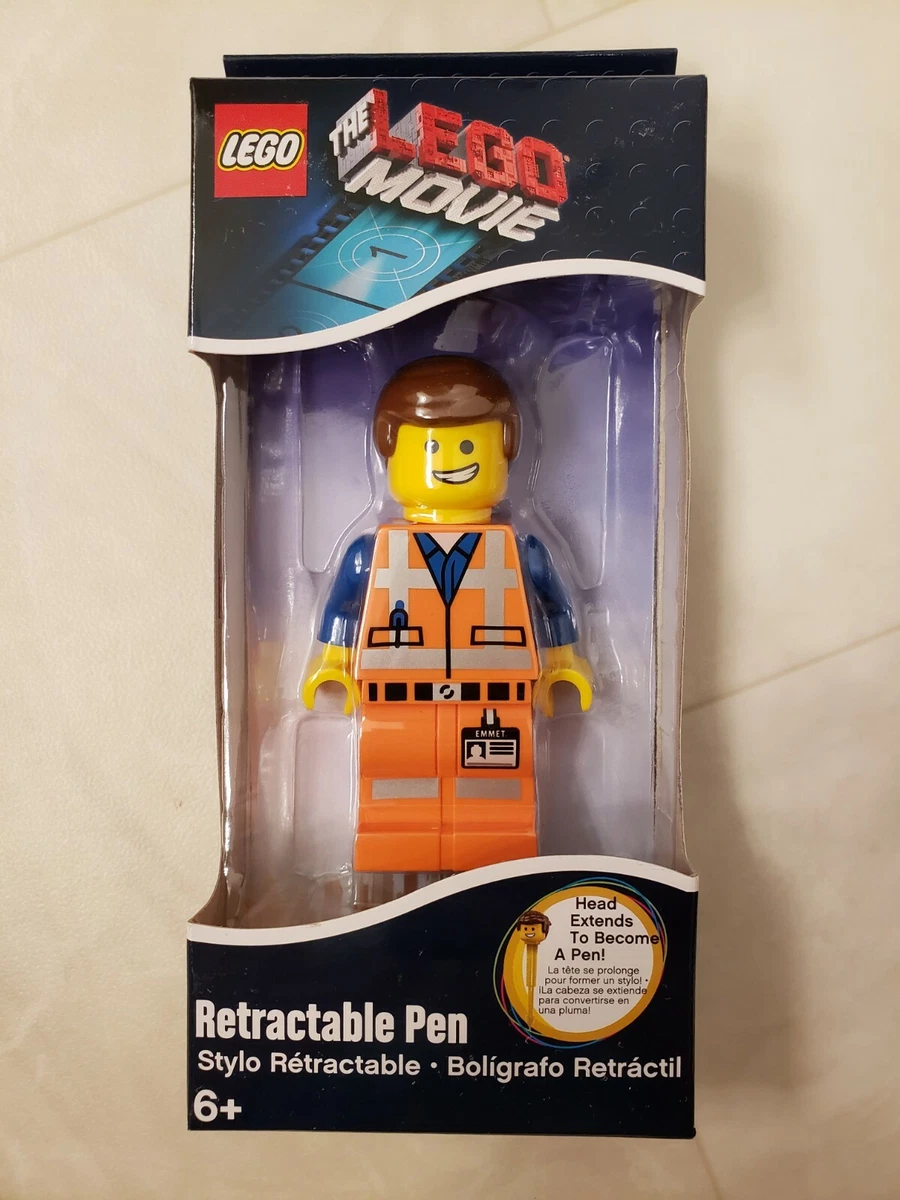 LEGO
THE
LEGO
MOVIE
1
EMMET
Head
Extends
To Become
A Pen!
La tête se prolonge
pour former un stylo! •
¡La cabeza se extiende
para convertirse en
una pluma!
Retractable Pen
Stylo Rétractable • Bolígrafo Retráctil
6+